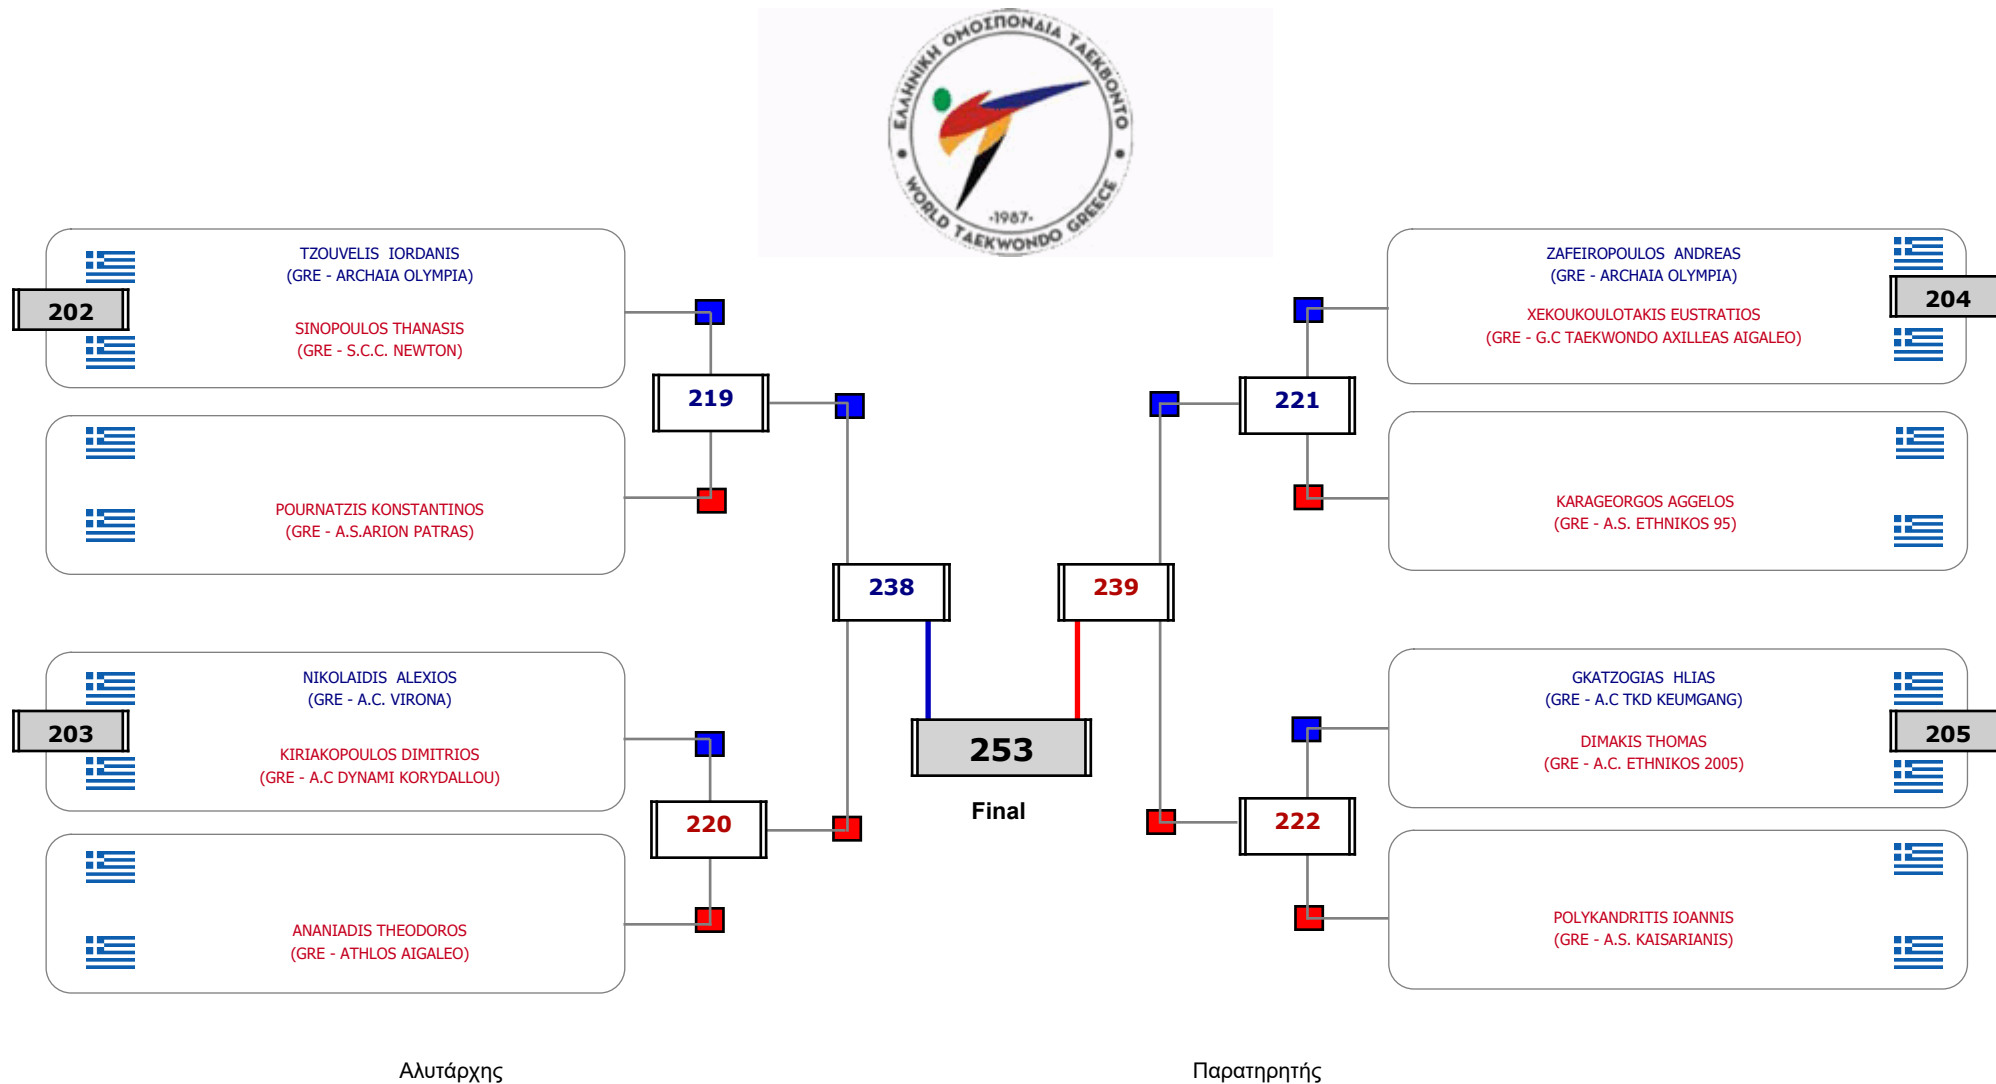 ΕΛΛΗΝΙΚΗ ΟΜΟΣΠΟΝΔΙΑ ΤΑΕΚΒΟΝΤΟ
-1987-
WORLD TAEKWONDO GREECE
202
TZOUVELIS IORDANIS
(GRE - ARCHAIA OLYMPIA)
SINOPOULOS THANASIS
(GRE - S.C.C. NEWTON)
219
POURNATZIS KONSTANTINOS
(GRE - A.S.ARION PATRAS)
238
203
NIKOLAIDIS ALEXIOS
(GRE - A.C. VIRONA)
KIRIAKOPOULOS DIMITRIOS
(GRE - A.C DYNAMI KORYDALLOU)
220
ANANIADIS THEODOROS
(GRE - ATHLOS AIGALEO)
253
Final
204
ZAFEIROPOULOS ANDREAS
(GRE - ARCHAIA OLYMPIA)
XEKOUKOULOTAKIS EUSTRATIOS
(GRE - G.C TAEKWONDO AXILLEAS AIGALEO)
221
KARAGEORGOS AGGELOS
(GRE - A.S. ETHNIKOS 95)
239
GKATZOGIAS HLIAS
(GRE - A.C TKD KEUMGANG)
205
DIMAKIS THOMAS
(GRE - A.C. ETHNIKOS 2005)
222
POLYKANDRITIS IOANNIS
(GRE - A.S. KAISARIANIS)
Αλυτάρχης
Παρατηρητής